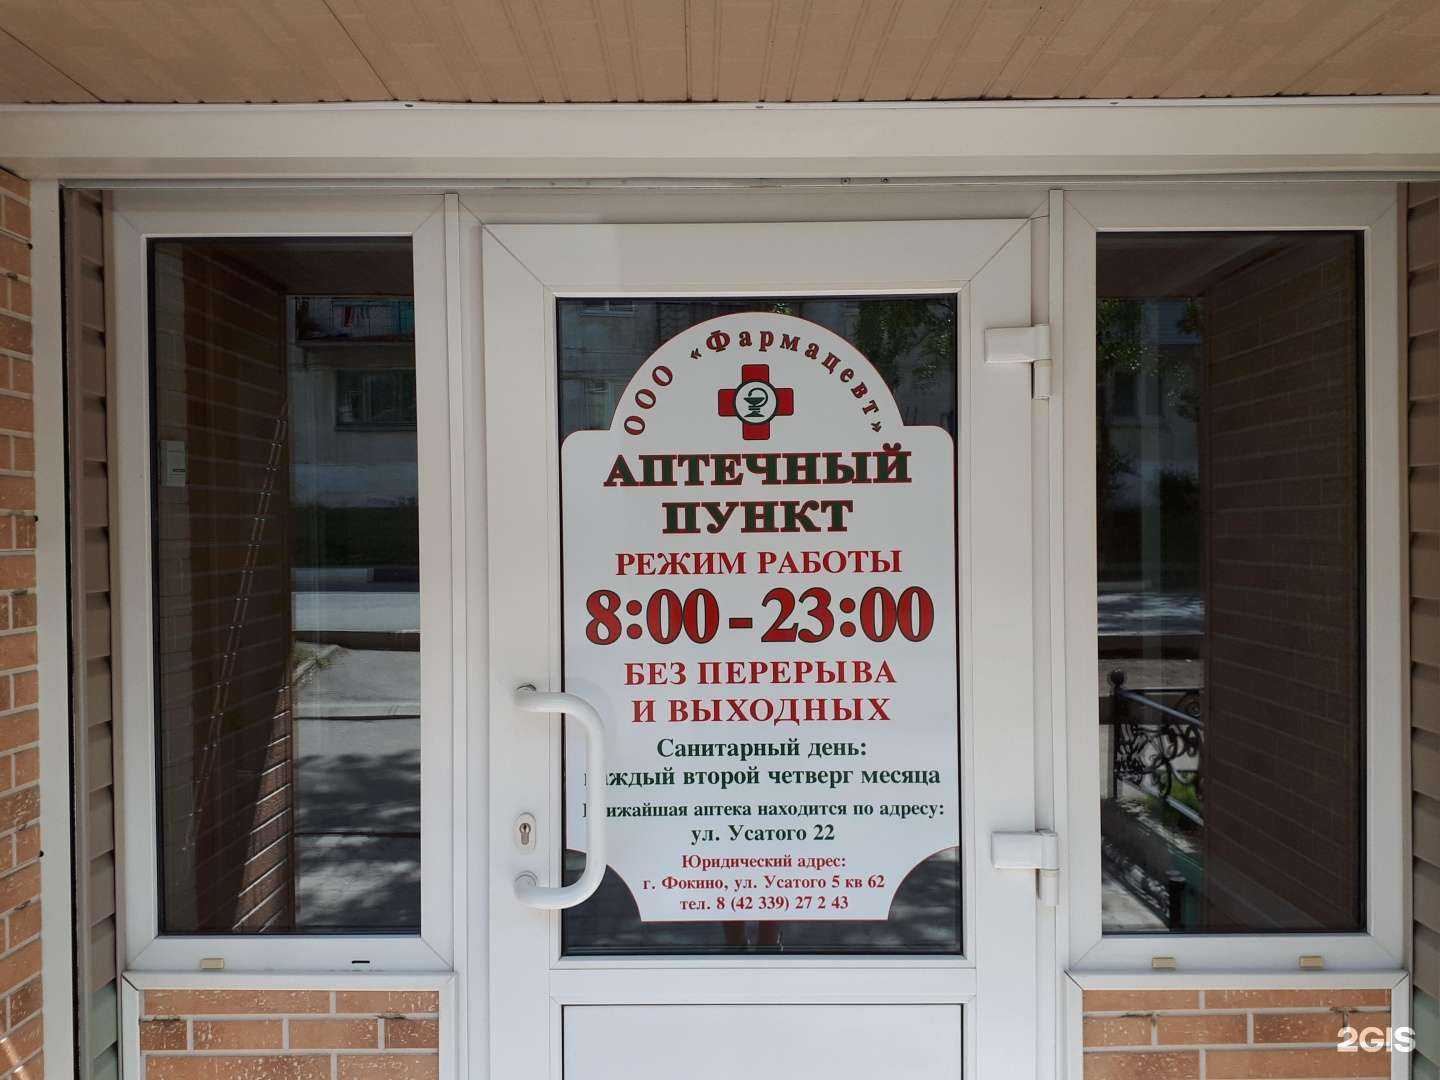 ООО «Фармацевт»
АПТЕЧНЫЙ
ПУНКТ
РЕЖИМ РАБОТЫ
8:00-23:00
БЕЗ ПЕРЕРЫВА
И ВЫХОДНЫХ
Санитарный день:
каждый второй четверг месяца
Ближайшая аптека находится по адресу:
ул. Усатого 22
Юридический адрес:
г. Фокино, ул. Усатого 5 кв 62
тел. 8 (42 339) 27 2 43
2GIS